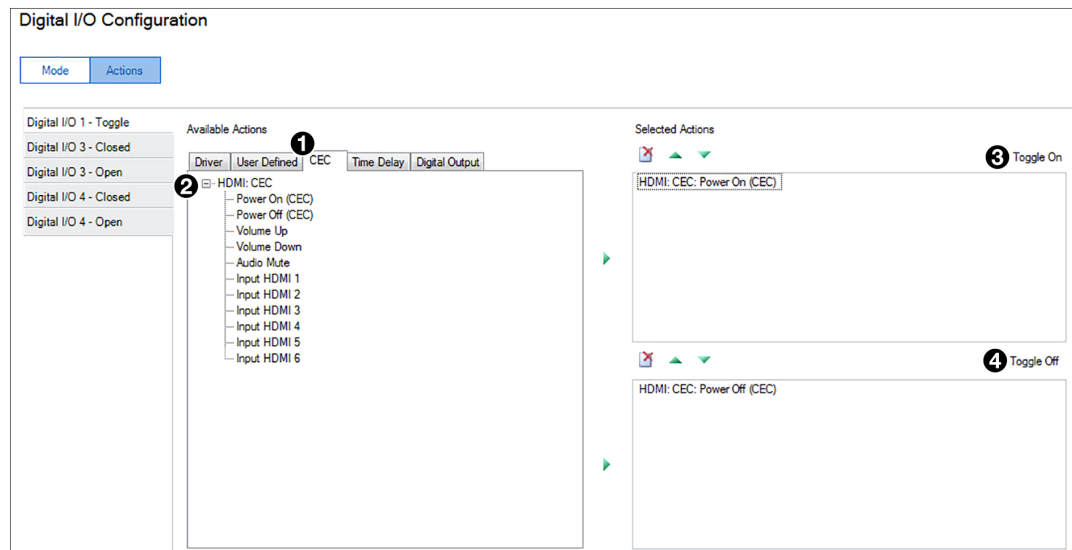 Digital I/O Configuration
Mode Actions
Digital I/O 1 - Toggle
Digital I/O 3 - Closed
Digital I/O 3 - Open
Digital I/O 4 - Closed
Digital I/O 4 - Open
Available Actions
1
Driver User Defined CEC Time Delay Digital Output
2 HDMI: CEC
Power On (CEC)
Power Off (CEC)
Volume Up
Volume Down
Audio Mute
Input HDMI 1
Input HDMI 2
Input HDMI 3
Input HDMI 4
Input HDMI 5
Input HDMI 6
Selected Actions
3 Toggle On
HDMI: CEC: Power On (CEC)
4 Toggle Off
HDMI: CEC: Power Off (CEC)